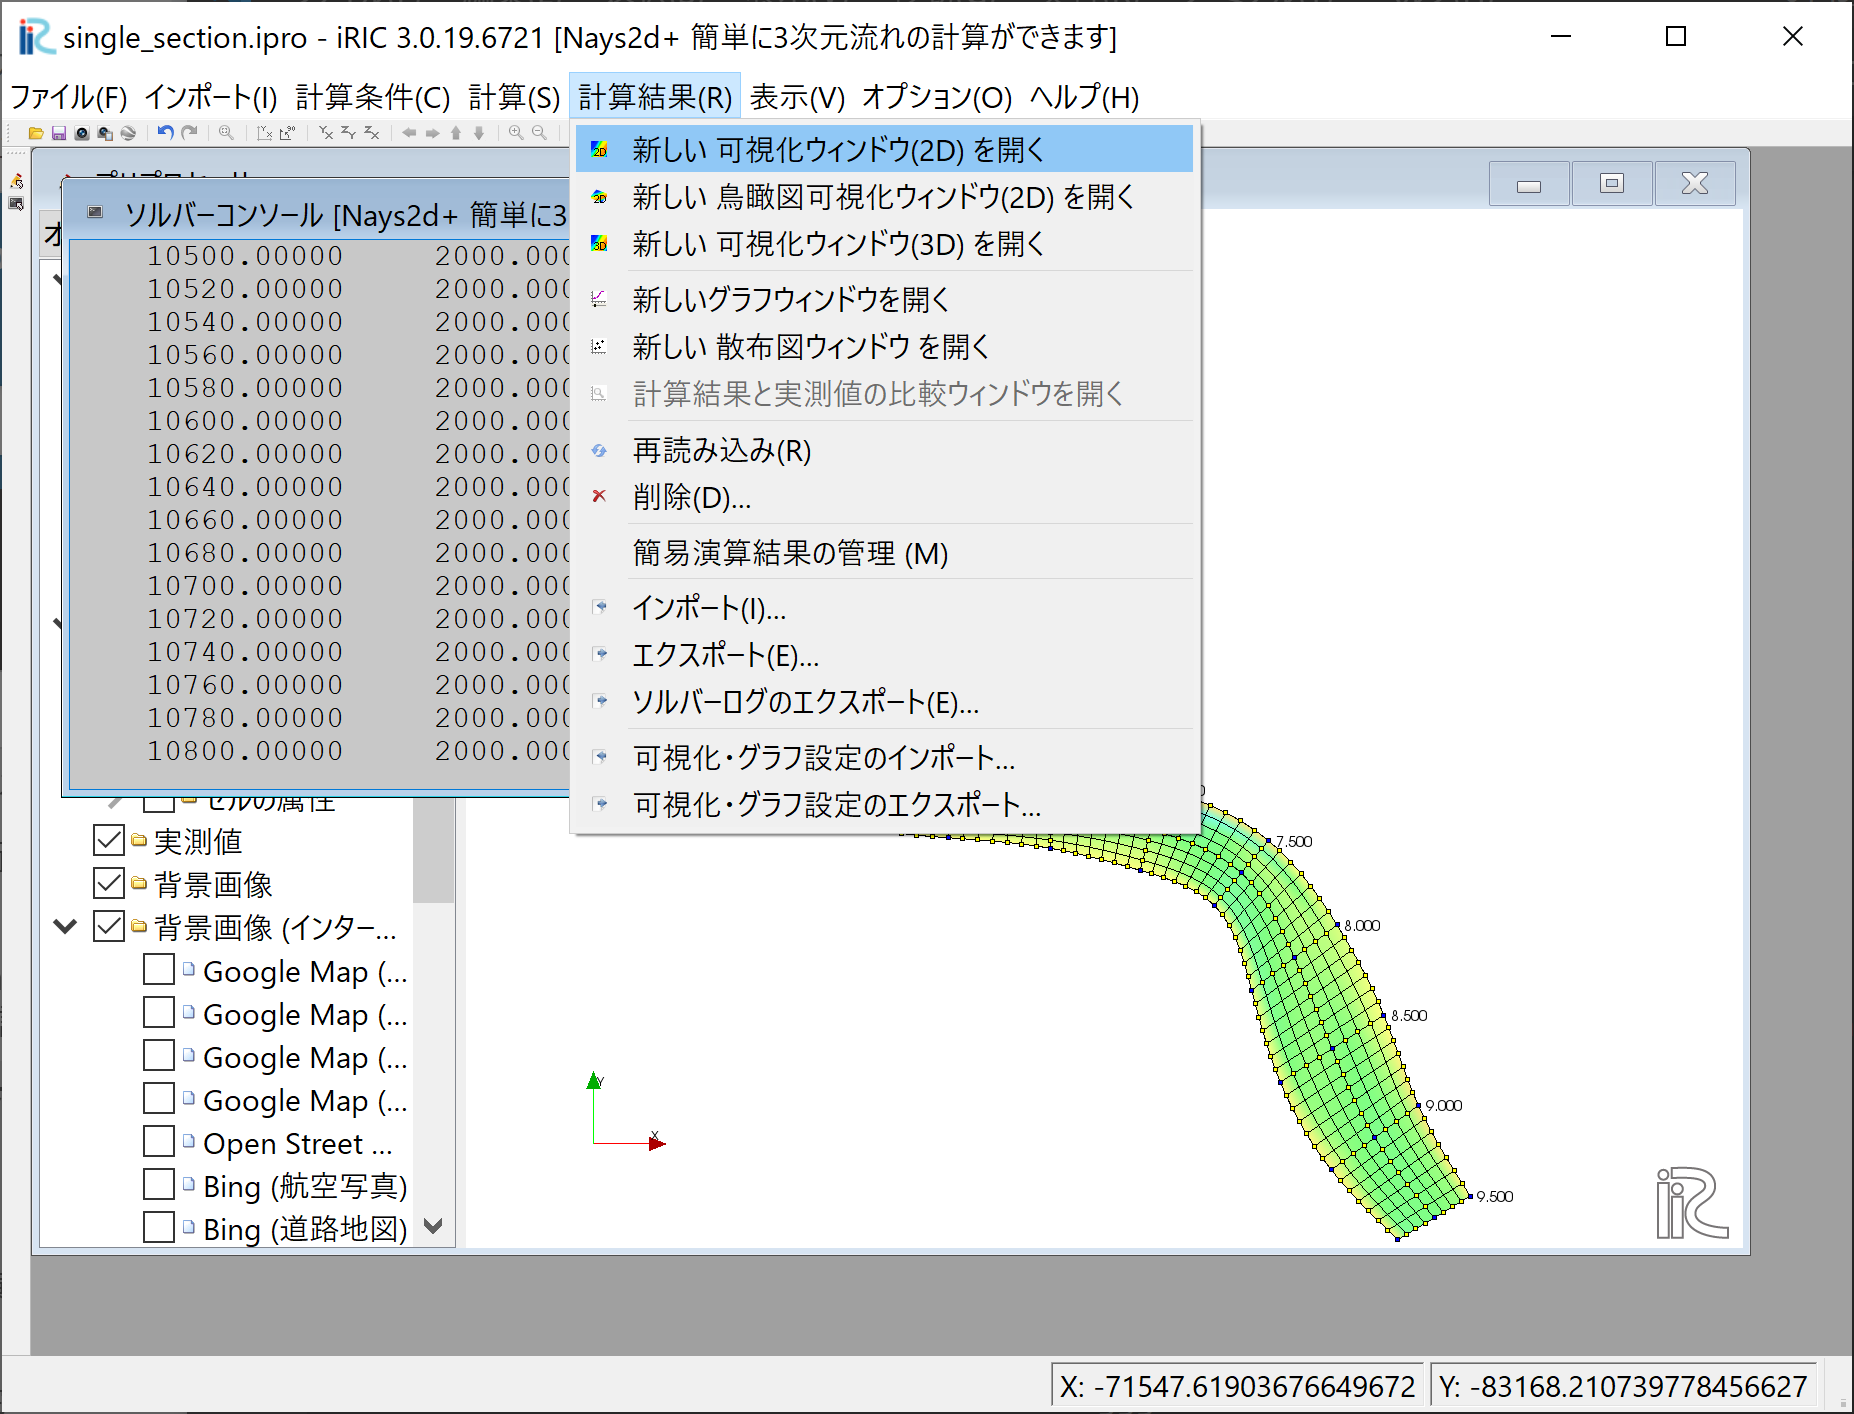 single_section.ipro - iRIC 3.0.19.6721 [Nays2d+ 簡単に3次元流れの計算ができます]
ファイル(F) インポート(I) 計算条件(C) 計算(S) 計算結果(R) 表示(V) オプション(O) ヘルプ(H)
新しい 可視化ウィンドウ(2D) を開く
新しい 鳥瞰図可視化ウィンドウ(2D) を開く
新しい 可視化ウィンドウ(3D) を開く
新しいグラフウィンドウを開く
新しい 散布図ウィンドウ を開く
計算結果と実測値の比較ウィンドウを開く
再読み込み(R)
削除(D)...
簡易演算結果の管理 (M)
インポート(I)...
エクスポート(E)...
ソルバーログのエクスポート(E)...
可視化・グラフ設定のインポート...
可視化・グラフ設定のエクスポート...
ソルバーコンソール [Nays2d+ 簡単に3
10500.00000 2000.000
10520.00000 2000.000
10540.00000 2000.000
10560.00000 2000.000
10580.00000 2000.000
10600.00000 2000.000
10620.00000 2000.000
10640.00000 2000.000
10660.00000 2000.000
10680.00000 2000.000
10700.00000 2000.000
10720.00000 2000.000
10740.00000 2000.000
10760.00000 2000.000
10780.00000 2000.000
10800.00000 2000.000
セルの属性
実測値
背景画像
背景画像 (インター...
Google Map (...
Google Map (...
Google Map (...
Google Map (...
Open Street ...
Bing (航空写真)
Bing (道路地図)
7.500
8.000
8.500
9.000
9.500
Y
X
iRIC
X: -71547.61903676649672
Y: -83168.210739778456627